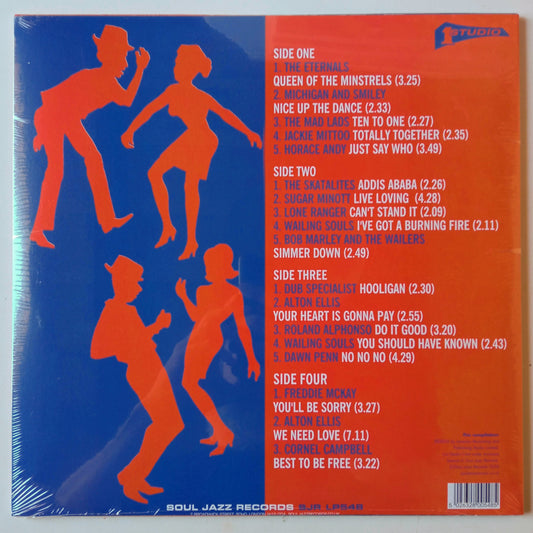 1 STUDIO
SIDE ONE
1. THE ETERNALS
QUEEN OF THE MINSTRELS (3.25)
2. MICHIGAN AND SMILEY
NICE UP THE DANCE (2.33)
3. THE MAD LADS TEN TO ONE (2.27)
4. JACKIE MITTOO TOTALLY TOGETHER (2.35)
5. HORACE ANDY JUST SAY WHO (3.49)
SIDE TWO
1. THE SKATALITES ADDIS ABABA (2.26)
2. SUGAR MINOTT LIVE LOVING (4.28)
3. LONE RANGER CAN'T STAND IT (2.09)
4. WAILING SOULS I'VE GOT A BURNING FIRE (2.11)
5. BOB MARLEY AND THE WAILERS
SIMMER DOWN (2.49)
SIDE THREE
1. DUB SPECIALIST HOOLIGAN (2.30)
2. ALTON ELLIS
YOUR HEART IS GONNA PAY (2.55)
3. ROLAND ALPHONSO DO IT GOOD (3.20)
4. WAILING SOULS YOU SHOULD HAVE KNOWN (2.43)
5. DAWN PENN NO NO NO (4.29)
SIDE FOUR
1. FREDDIE MCKAY
YOU'LL BE SORRY (3.27)
2. ALTON ELLIS
WE NEED LOVE (7.11)
3. CORNEL CAMPBELL
BEST TO BE FREE (3.22)
This compilation
5 026328 005485
SOUL JAZZ RECORDS SJR LP548